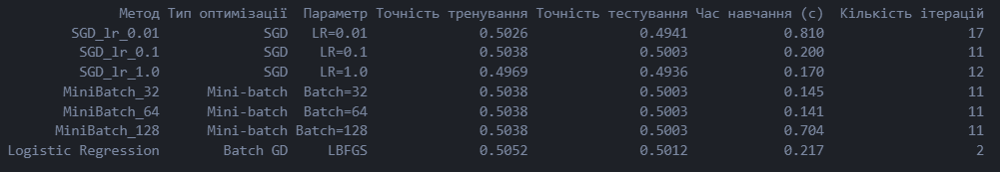 Метод Тип оптимізації Параметр Точність тренування Точність тестування Час навчання (с) Кількість ітерацій
SGD_lr_0.01 SGD LR=0.01 0.5026 0.4941 0.810 17
SGD_lr_0.1 SGD LR=0.1 0.5038 0.5003 0.200 11
SGD_lr_1.0 SGD LR=1.0 0.4969 0.4936 0.170 12
MiniBatch_32 Mini-batch Batch=32 0.5038 0.5003 0.145 11
MiniBatch_64 Mini-batch Batch=64 0.5038 0.5003 0.141 11
MiniBatch_128 Mini-batch Batch=128 0.5038 0.5003 0.704 11
Logistic Regression Batch GD LBFGS 0.5052 0.5012 0.217 2